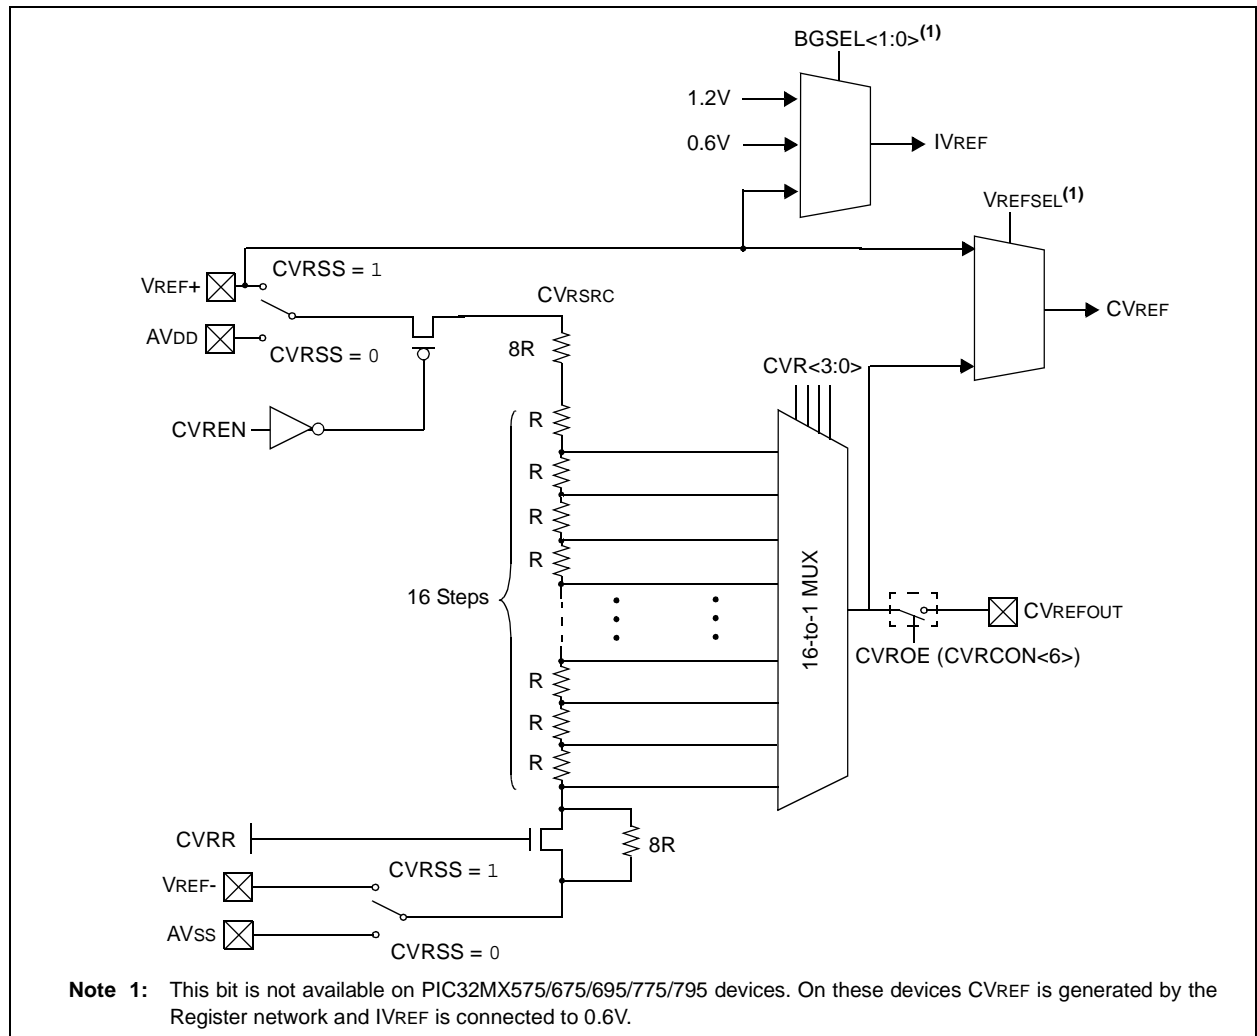 BGSEL<1:0>(1)
1.2V
0.6V
IVREF
VREFSEL(1)
CVRSS = 1
VREF+
CVRSRC
CVREF
AVDD
8R
CVRSS = 0
CVR<3:0>
CVREN
R
R
R
R
16 Steps
16-to-1 MUX
CVREFOUT
CVROE (CVRCON<6>)
R
R
R
CVRR
8R
CVRSS = 1
VREF-
AVSS
CVRSS = 0
Note 1: This bit is not available on PIC32MX575/675/695/775/795 devices. On these devices CVREF is generated by the
Register network and IVREF is connected to 0.6V.